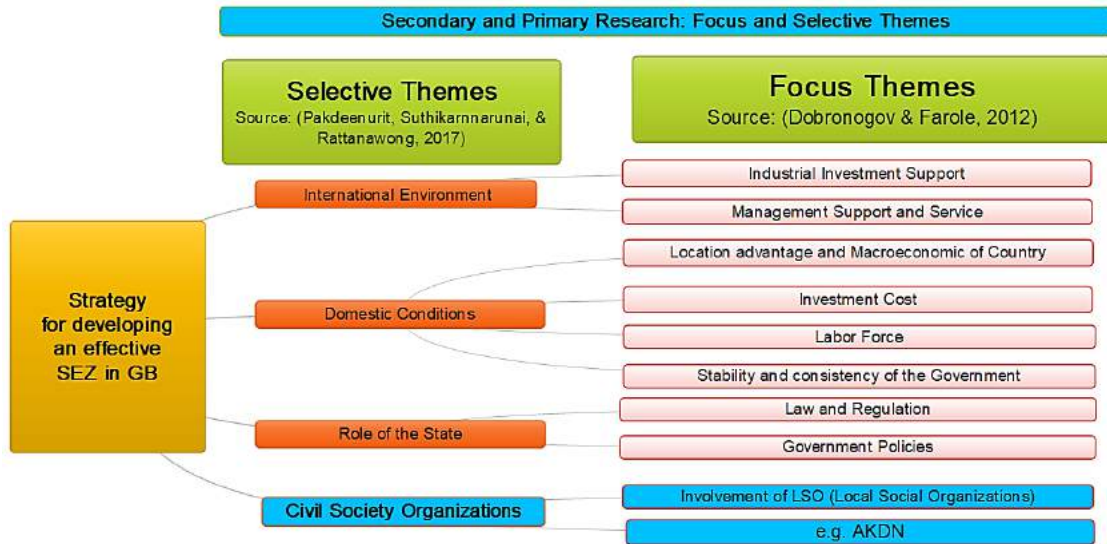 Secondary and Primary Research: Focus and Selective Themes
Selective Themes
Source: (Pakdeenurit, Suthikarnnarunai, &
Rattanawong, 2017)
Focus Themes
Source: (Dobronogov & Farole, 2012)
Strategy
for developing
an effective
SEZ in GB
International Environment
Industrial Investment Support
Management Support and Service
Domestic Conditions
Location advantage and Macroeconomic of Country
Investment Cost
Labor Force
Stability and consistency of the Government
Role of the State
Law and Regulation
Government Policies
Civil Society Organizations
Involvement of LSO (Local Social Organizations)
e.g. AKDN